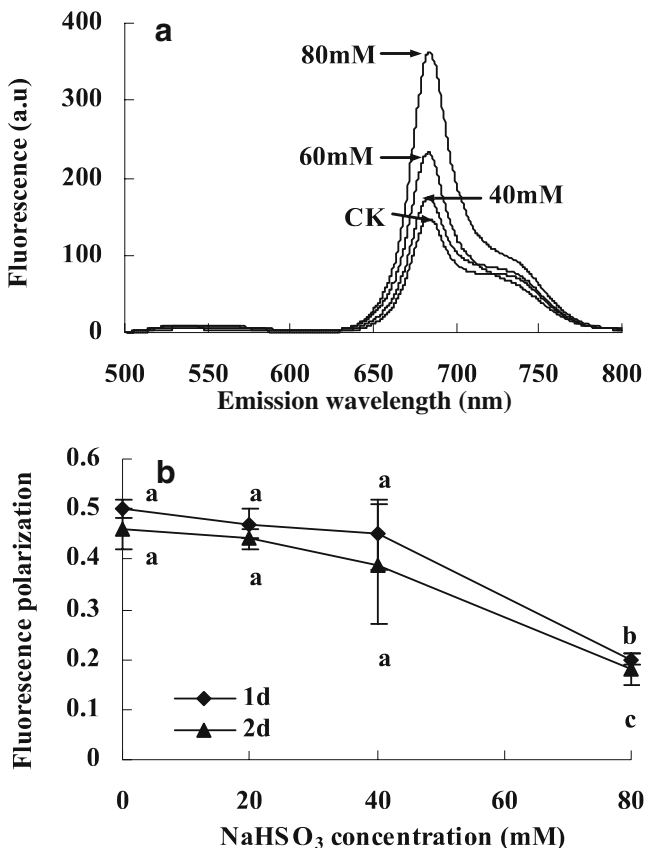 a
Fluorescence (a.u)
400
300
200
100
0
80mM
60mM
40mM
CK
500 550 600 650 700 750 800
Emission wavelength (nm)
b
Fluorescence polarization
0.6
0.5
0.4
0.3
0.2
0.1
0
a a a
a a a
b
c
1d
2d
0 20 40 60 80
NaHSO₃ concentration (mM)